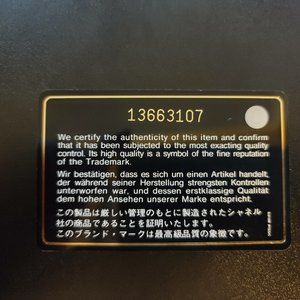 13663107
We certify the authenticity of this item and confirm
that it has been subjected to the most exacting quality
control. Its high quality is a symbol of the fine reputation
of the Trademark.
Wir bestätigen, dass es sich um einen Artikel handelt,
der während seiner Herstellung strengsten Kontrollen
unterworfen wurde, und dessen erstklassige Qualität
dem hohen Ansehen unserer Marke entspricht.
この製品は厳しい管理のもとに製造されたシャネル
社の商品であることを証明いたします。
このブランド・マークは最高級品質の象徴です。